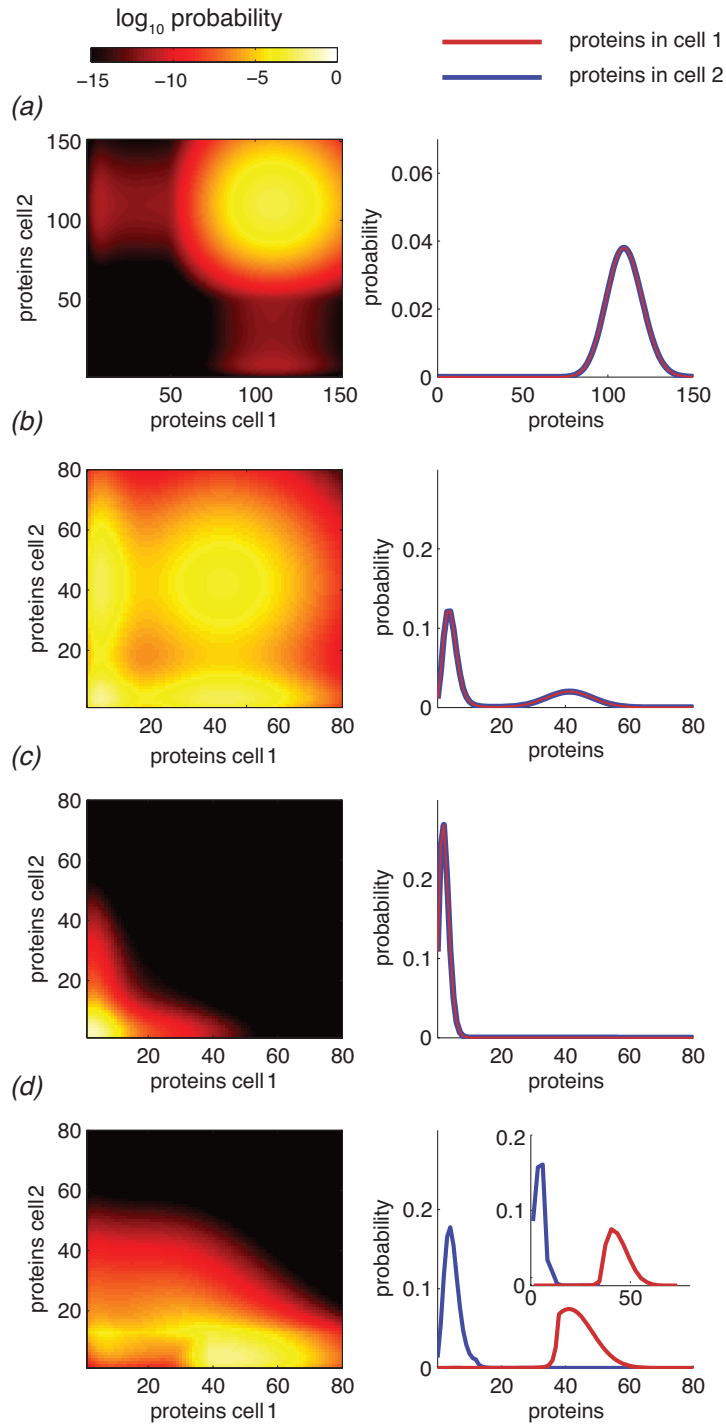 log10 probability
−15 −10 −5 0
proteins in cell 1
proteins in cell 2
(a)
proteins cell 2
150
100
50
50 100 150
proteins cell 1
probability
0.06
0.04
0.02
0
0 50 100 150
proteins
(b)
proteins cell 2
80
60
40
20
20 40 60 80
proteins cell 1
probability
0.2
0.1
0
0 20 40 60 80
proteins
(c)
proteins cell 2
80
60
40
20
20 40 60 80
proteins cell 1
probability
0.2
0.1
0
0 20 40 60 80
proteins
(d)
proteins cell 2
80
60
40
20
20 40 60 80
proteins cell 1
probability
0.2
0.1
0
0 20 40 60 80
proteins
0.2
0.1
0
0 50